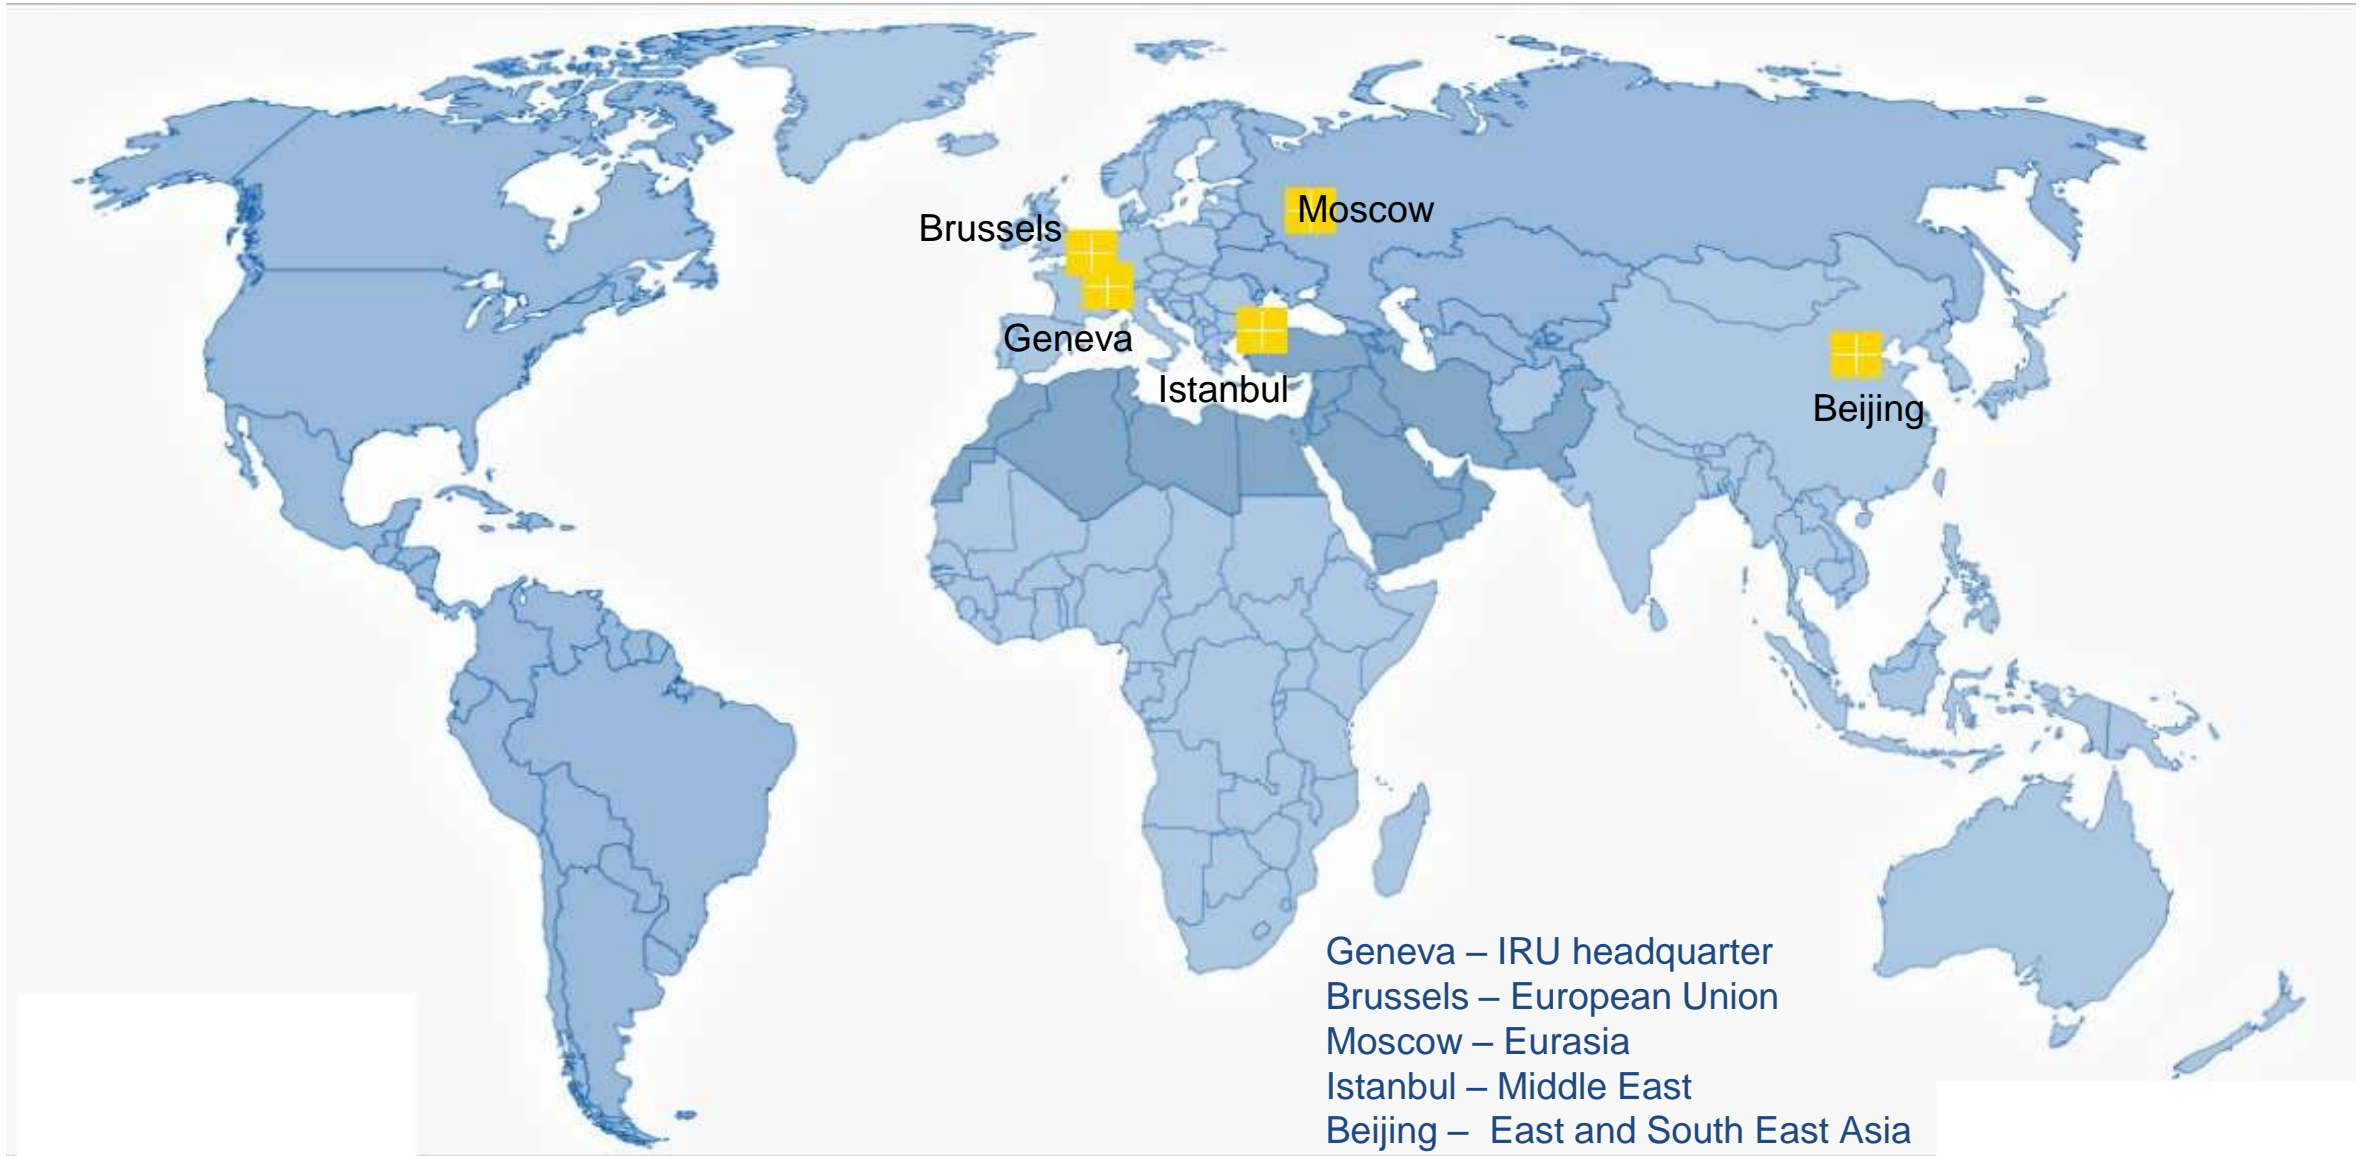 Moscow
Brussels
Geneva
Istanbul
Beijing
Geneva – IRU headquarter
Brussels – European Union
Moscow – Eurasia
Istanbul – Middle East
Beijing –  East and South East Asia